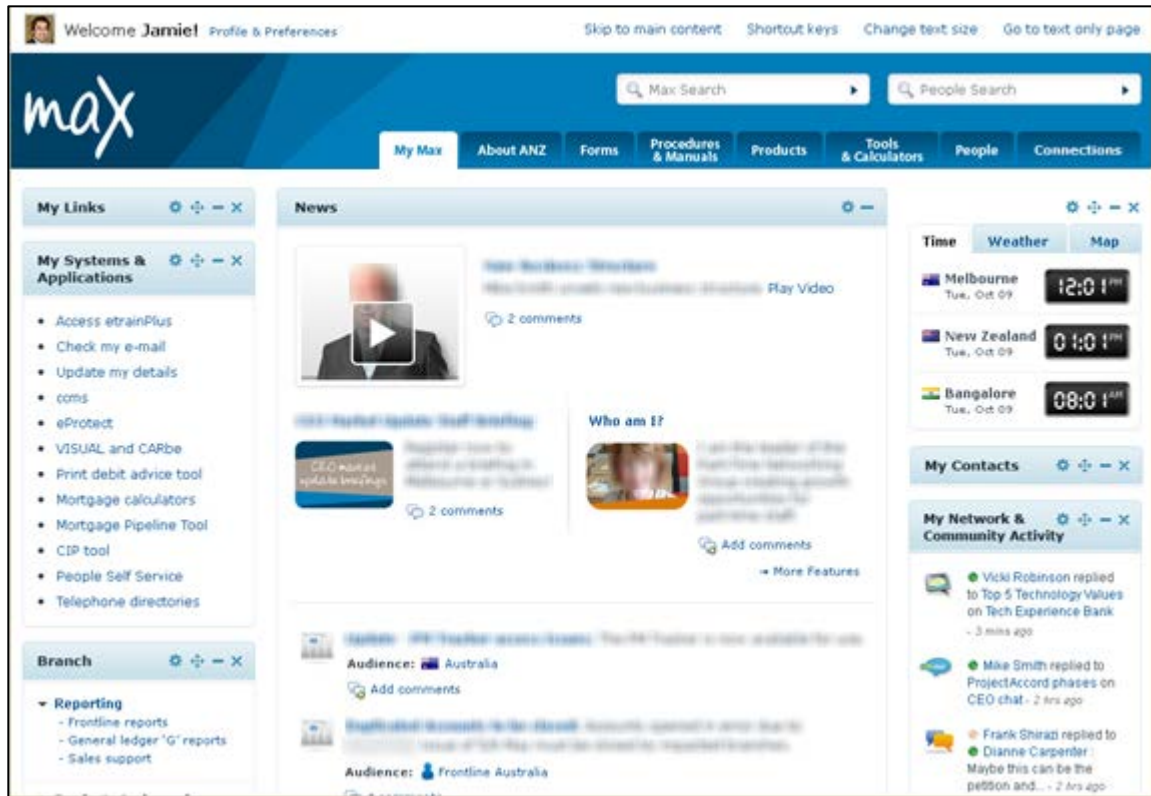 Welcome Jamie! Profile & Preferences
Skip to main content Shortcut keys Change text size Go to text only page
max
Max Search
People Search
My Max
About ANZ
Forms
Procedures
& Manuals
Products
Tools
& Calculators
People
Connections
My Links
My Systems &
Applications
Access etrainPlus
Check my e-mail
Update my details
ccms
eProtect
VISUAL and CARbe
Print debit advice tool
Mortgage calculators
Mortgage Pipeline Tool
CIP tool
People Self Service
Telephone directories
Branch
Reporting
- Frontline reports
- General ledger 'G' reports
- Sales support
News
Play Video
2 comments
2 comments
Who am I?
Add comments
→ More Features
Audience: Australia
Add comments
Audience: Frontline Australia
Time Weather Map
Melbourne
Tue, Oct 09
12:01 PM
New Zealand
Tue, Oct 09
01:01 PM
Bangalore
Tue, Oct 09
08:01 AM
My Contacts
My Network &
Community Activity
Vicki Robinson replied
to Top 5 Technology Values
on Tech Experience Bank
- 3 mins ago
Mike Smith replied to
ProjectAccord phases on
CEO chat - 2 hrs ago
Frank Shirazi replied to
Dianne Carpenter :
Maybe this can be the
petition and... - 2 hrs ago